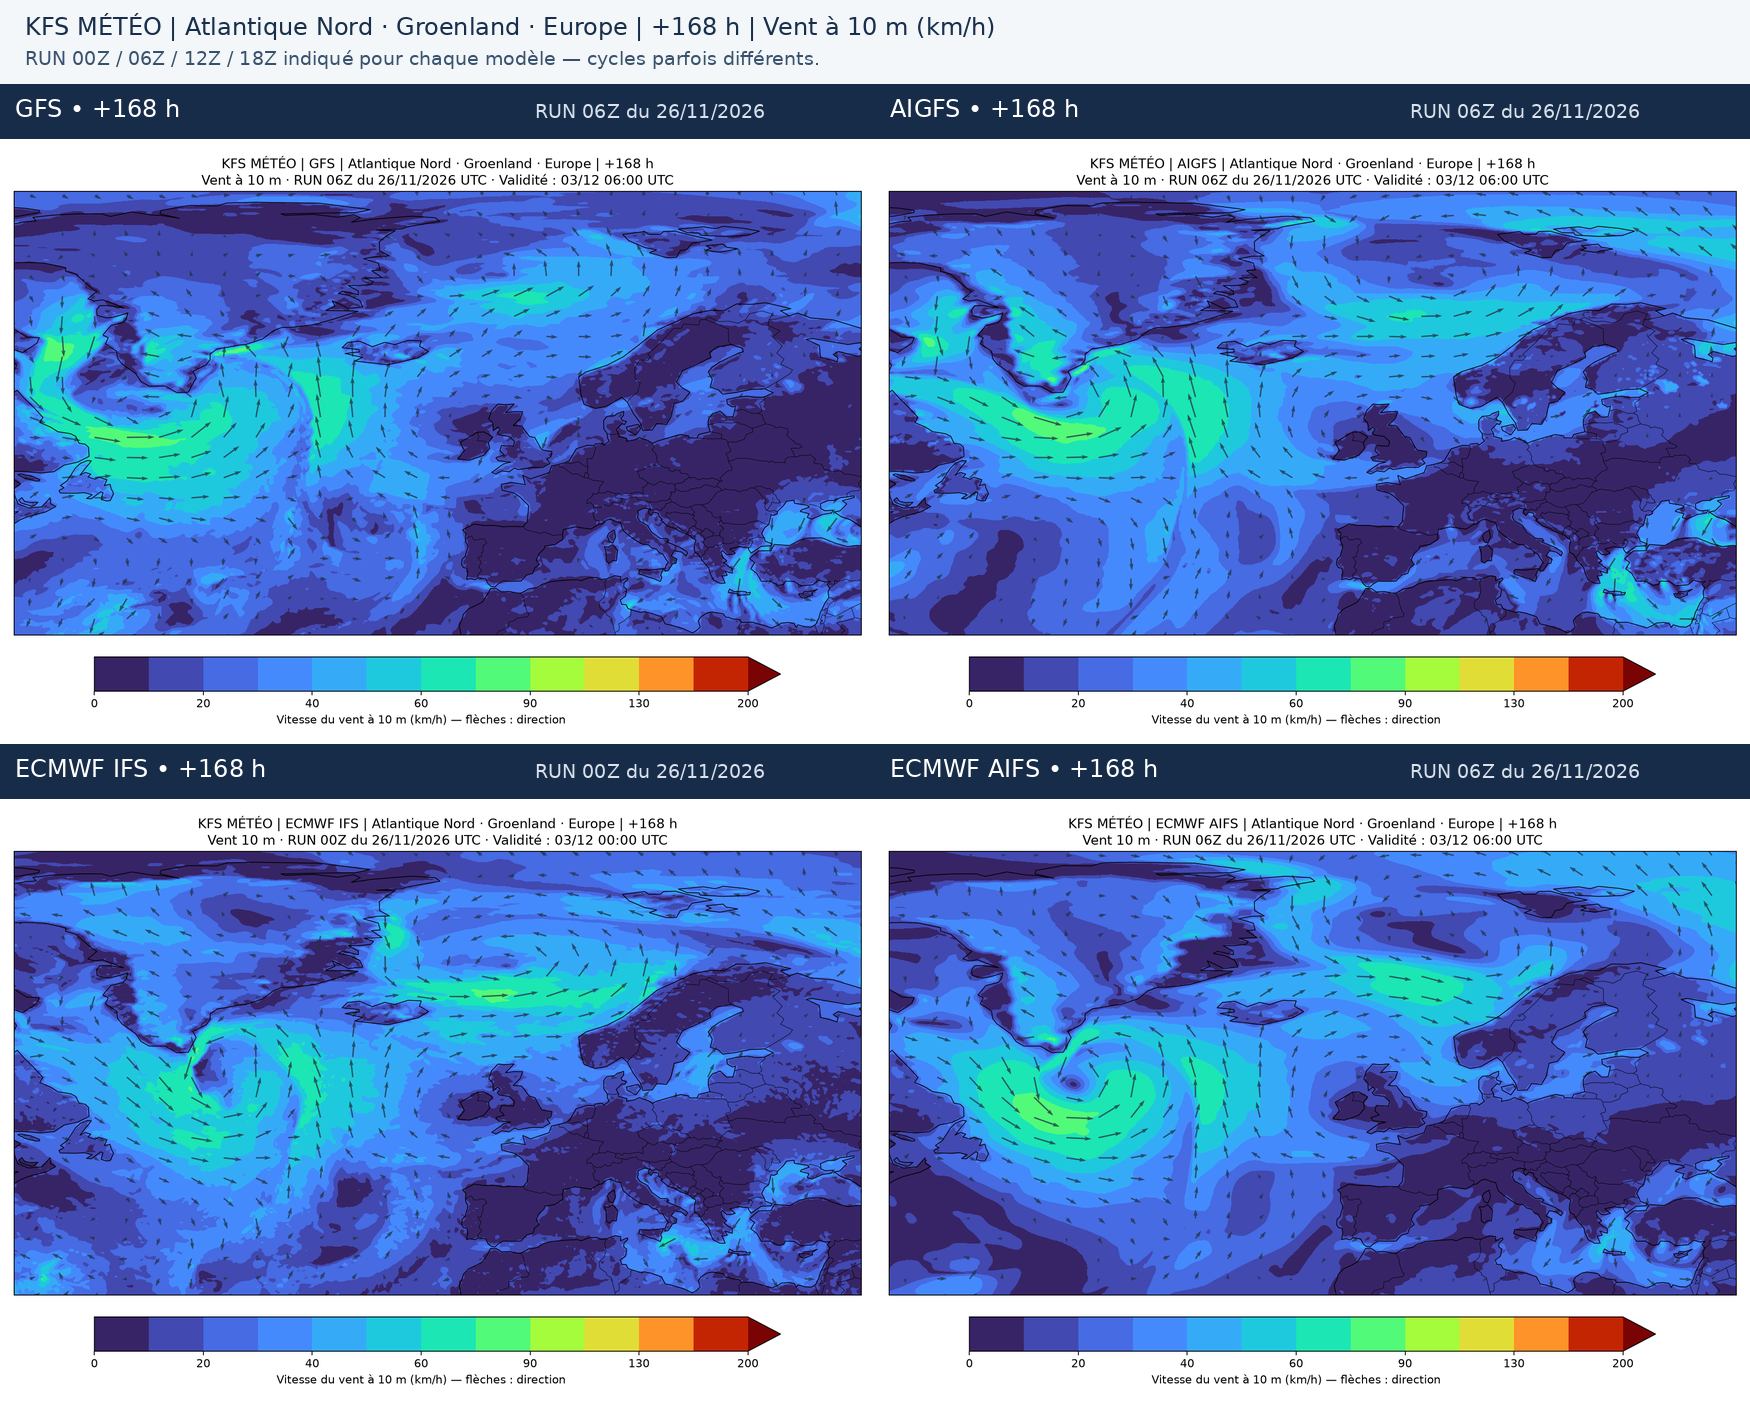 KFS MÉTÉO | Atlantique Nord · Groenland · Europe | +168 h | Vent à 10 m (km/h)
RUN 00Z / 06Z / 12Z / 18Z indiqué pour chaque modèle — cycles parfois différents.
GFS • +168 h
RUN 06Z du 26/11/2026
KFS MÉTÉO | GFS | Atlantique Nord · Groenland · Europe | +168 h
Vent à 10 m · RUN 06Z du 26/11/2026 UTC · Validité : 03/12 06:00 UTC
0 20 40 60 90 130 200
Vitesse du vent à 10 m (km/h) — flèches : direction
AIGFS • +168 h
RUN 06Z du 26/11/2026
KFS MÉTÉO | AIGFS | Atlantique Nord · Groenland · Europe | +168 h
Vent à 10 m · RUN 06Z du 26/11/2026 UTC · Validité : 03/12 06:00 UTC
0 20 40 60 90 130 200
Vitesse du vent à 10 m (km/h) — flèches : direction
ECMWF IFS • +168 h
RUN 00Z du 26/11/2026
KFS MÉTÉO | ECMWF IFS | Atlantique Nord · Groenland · Europe | +168 h
Vent 10 m · RUN 00Z du 26/11/2026 UTC · Validité : 03/12 00:00 UTC
0 20 40 60 90 130 200
Vitesse du vent à 10 m (km/h) — flèches : direction
ECMWF AIFS • +168 h
RUN 06Z du 26/11/2026
KFS MÉTÉO | ECMWF AIFS | Atlantique Nord · Groenland · Europe | +168 h
Vent 10 m · RUN 06Z du 26/11/2026 UTC · Validité : 03/12 06:00 UTC
0 20 40 60 90 130 200
Vitesse du vent à 10 m (km/h) — flèches : direction